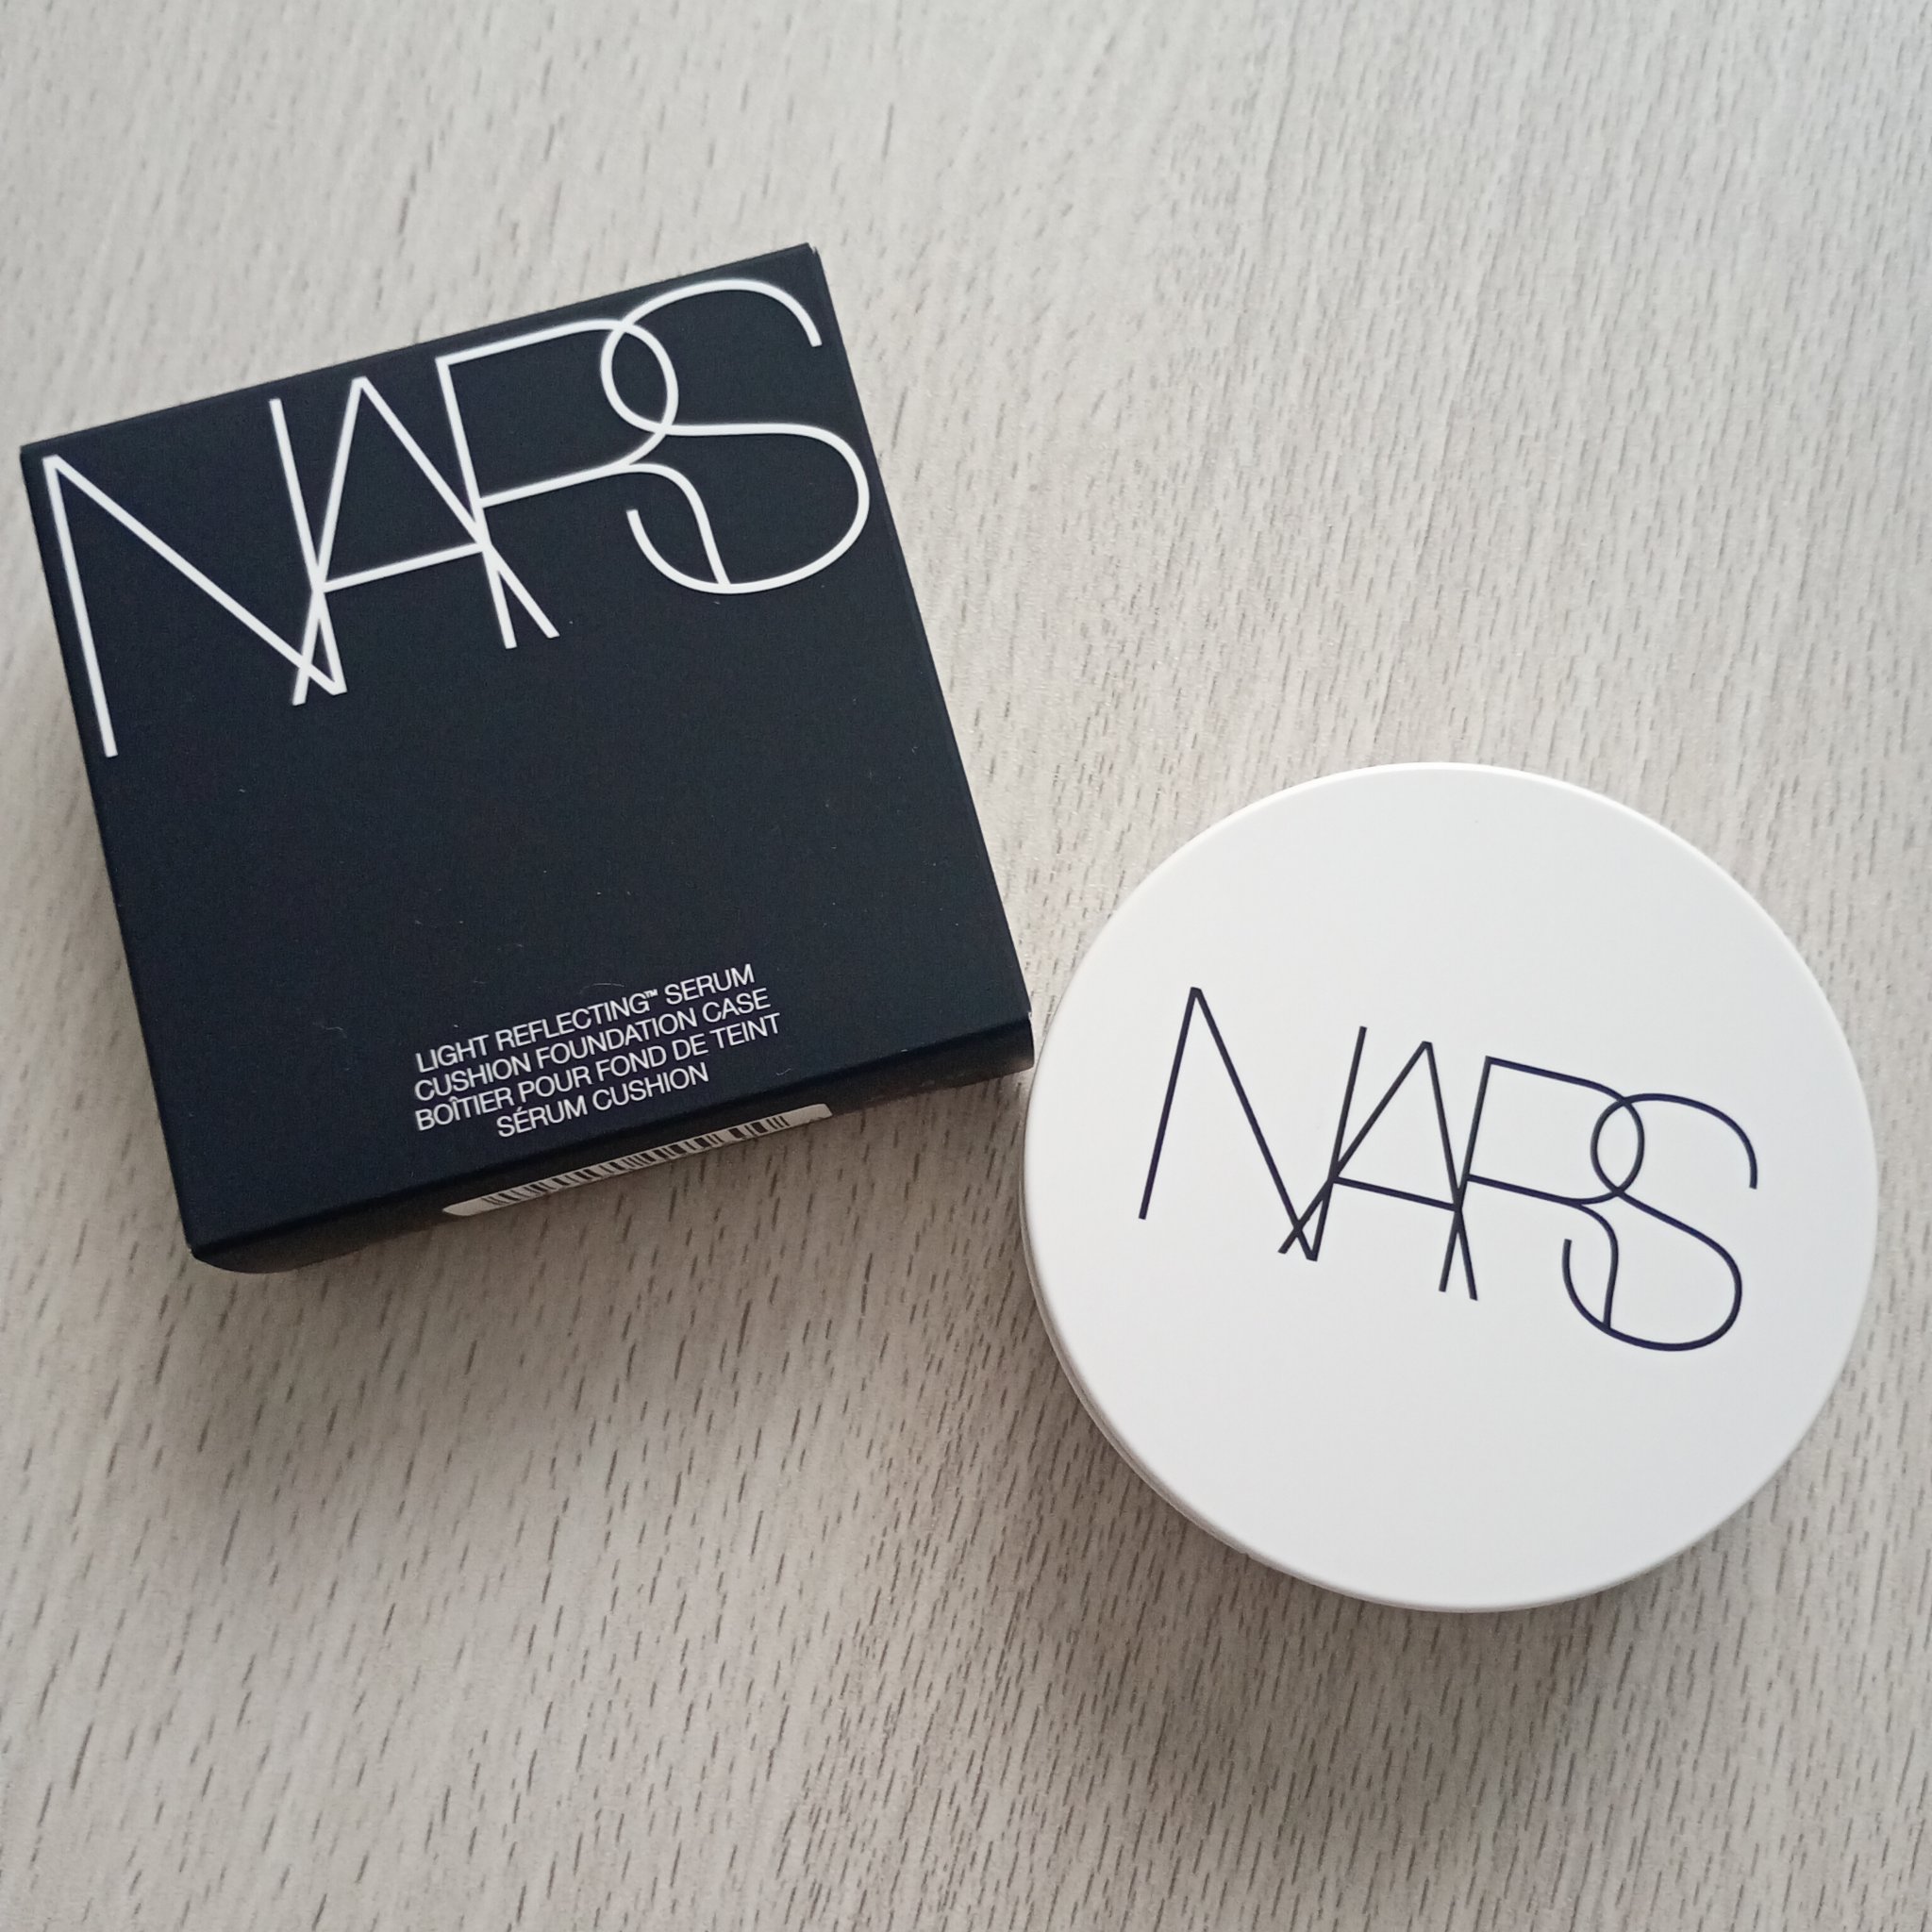 NARS
LIGHT REFLECTING™ SERUM
CUSHION FOUNDATION CASE
BOÎTIER POUR FOND DE TEINT
SÉRUM CUSHION
NARS